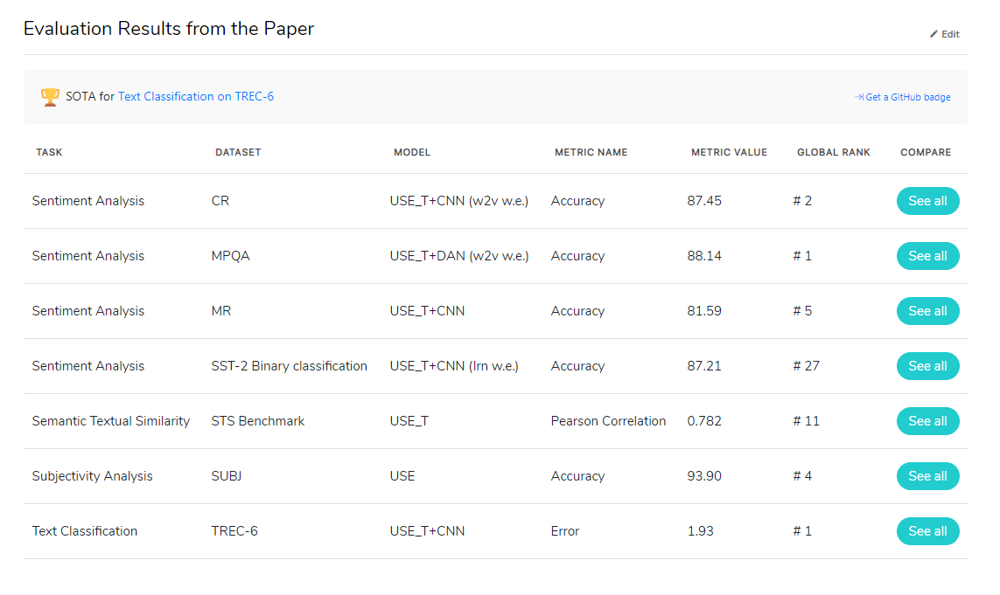 Evaluation Results from the Paper
Edit
SOTA for Text Classification on TREC-6
Get a GitHub badge
TASK DATASET MODEL METRIC NAME METRIC VALUE GLOBAL RANK COMPARE
Sentiment Analysis CR USE_T+CNN (w2v w.e.) Accuracy 87.45 # 2 See all
Sentiment Analysis MPQA USE_T+DAN (w2v w.e.) Accuracy 88.14 # 1 See all
Sentiment Analysis MR USE_T+CNN Accuracy 81.59 # 5 See all
Sentiment Analysis SST-2 Binary classification USE_T+CNN (lrn w.e.) Accuracy 87.21 # 27 See all
Semantic Textual Similarity STS Benchmark USE_T Pearson Correlation 0.782 # 11 See all
Subjectivity Analysis SUBJ USE Accuracy 93.90 # 4 See all
Text Classification TREC-6 USE_T+CNN Error 1.93 # 1 See all